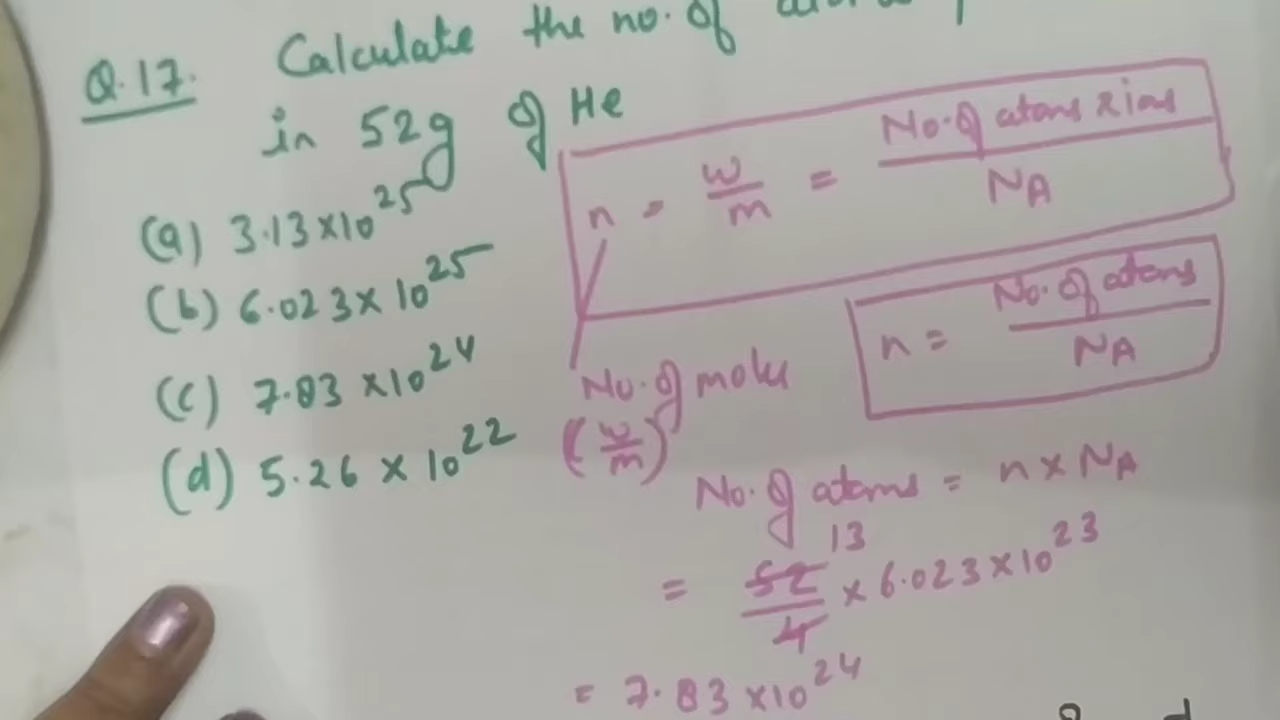 Q.17. Calculate the no. of
in 52g of He
(a) 3.13×10^25
(b) 6.023×10^25
(c) 7.83×10^24
(d) 5.26×10^22
n = w/m = No. of atoms & ions / NA
n = No. of atoms / NA
No. of moles
(w/m)
No. of atoms = n × NA
13
= 52/4 × 6.023×10^23
= 7.83×10^24